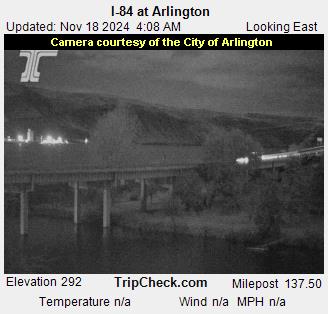 I-84 at Arlington
Updated: Nov 18 2024 4:08 AM Looking East
Camera courtesy of the City of Arlington
Elevation 292 TripCheck.com Milepost 137.50
Temperature n/a Wind n/a MPH n/a